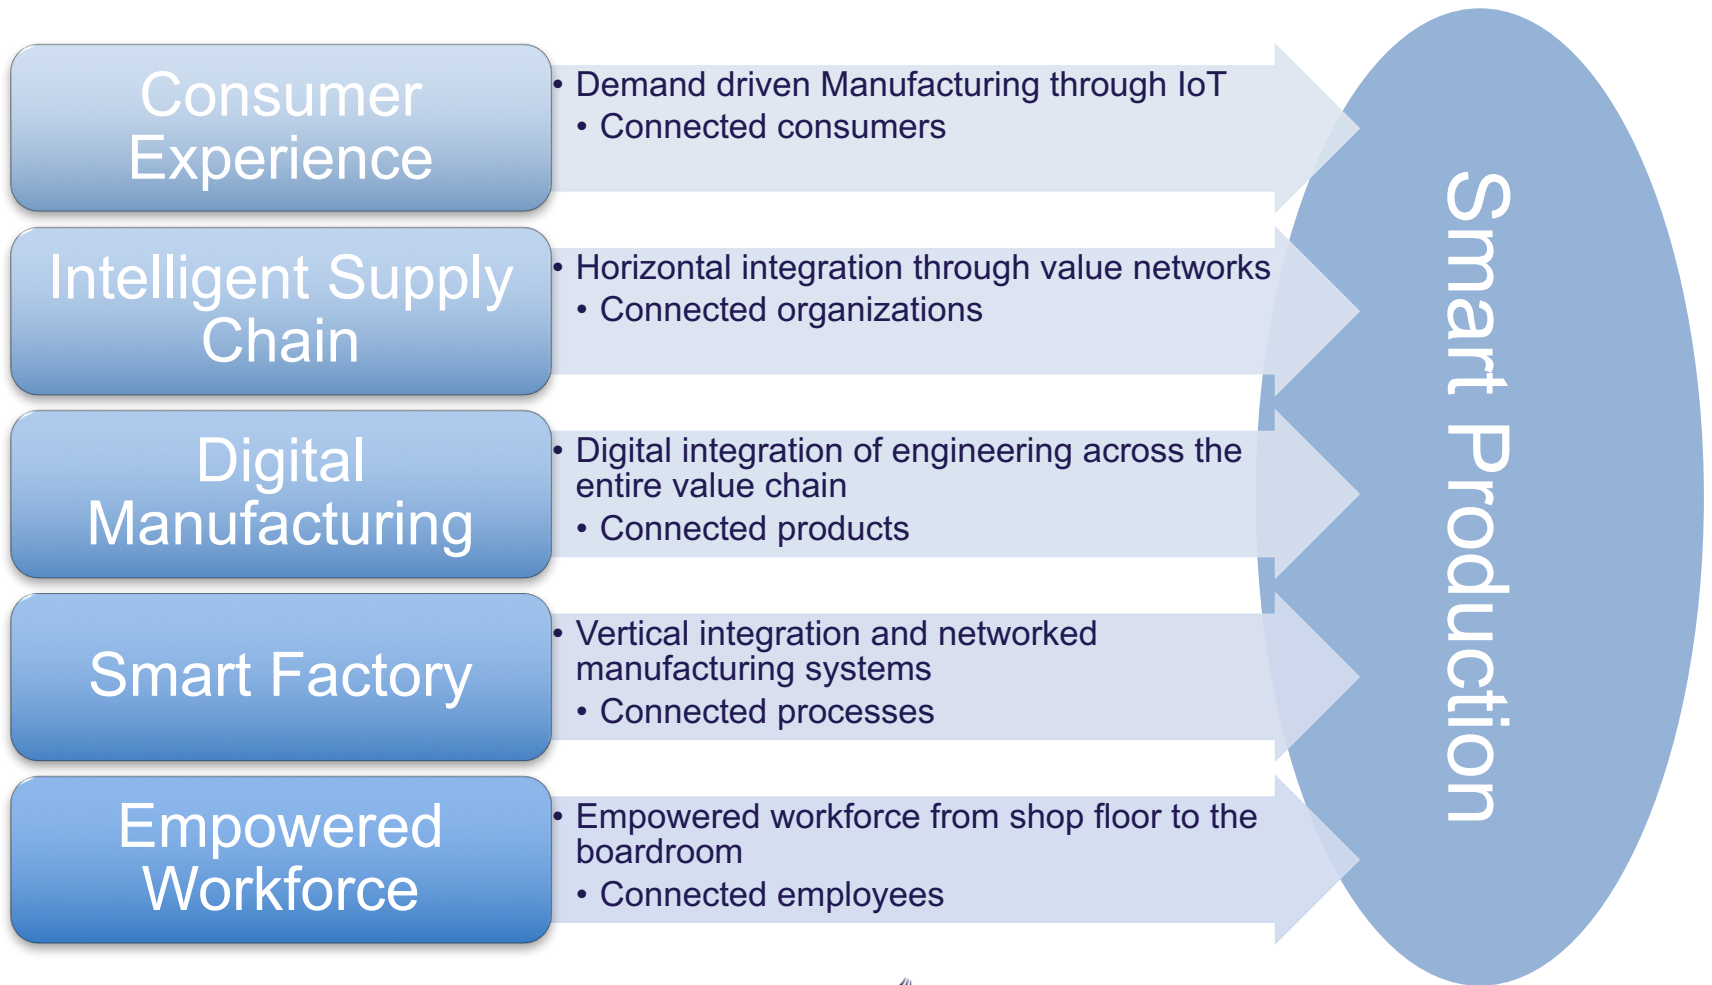 Consumer
Experience
• Demand driven Manufacturing through IoT
• Connected consumers
Intelligent Supply
Chain
• Horizontal integration through value networks
• Connected organizations
Digital
Manufacturing
• Digital integration of engineering across the
entire value chain
• Connected products
Smart Factory
• Vertical integration and networked
manufacturing systems
• Connected processes
Empowered
Workforce
• Empowered workforce from shop floor to the
boardroom
• Connected employees
Smart Production